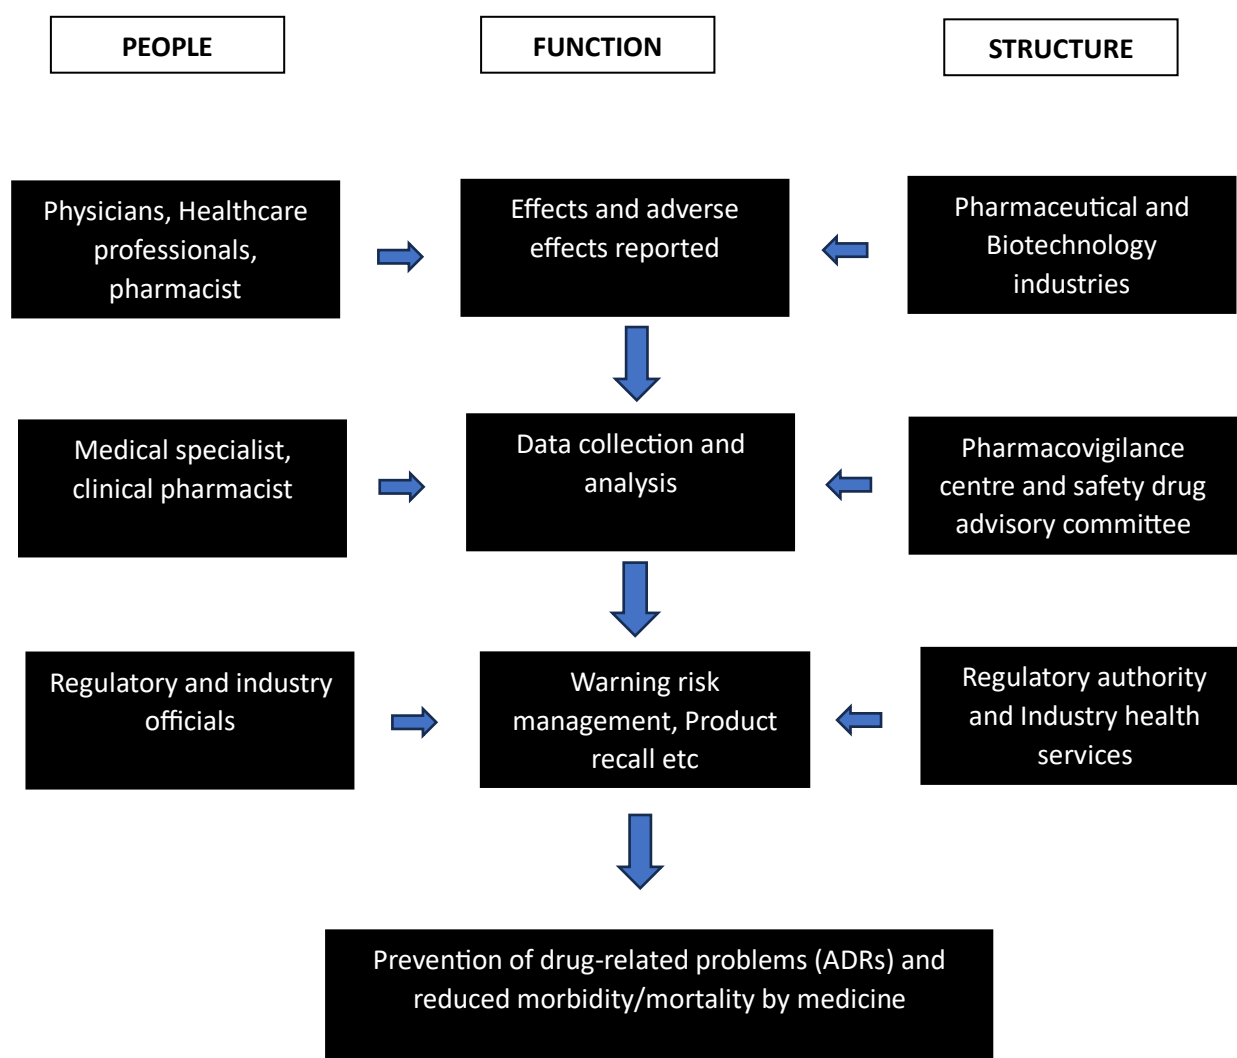 PEOPLE
FUNCTION
STRUCTURE
Physicians, Healthcare
professionals,
pharmacist
Effects and adverse
effects reported
Pharmaceutical and
Biotechnology
industries
Medical specialist,
clinical pharmacist
Data collection and
analysis
Pharmacovigilance
centre and safety drug
advisory committee
Regulatory and industry
officials
Warning risk
management, Product
recall etc
Regulatory authority
and Industry health
services
Prevention of drug-related problems (ADRs) and
reduced morbidity/mortality by medicine